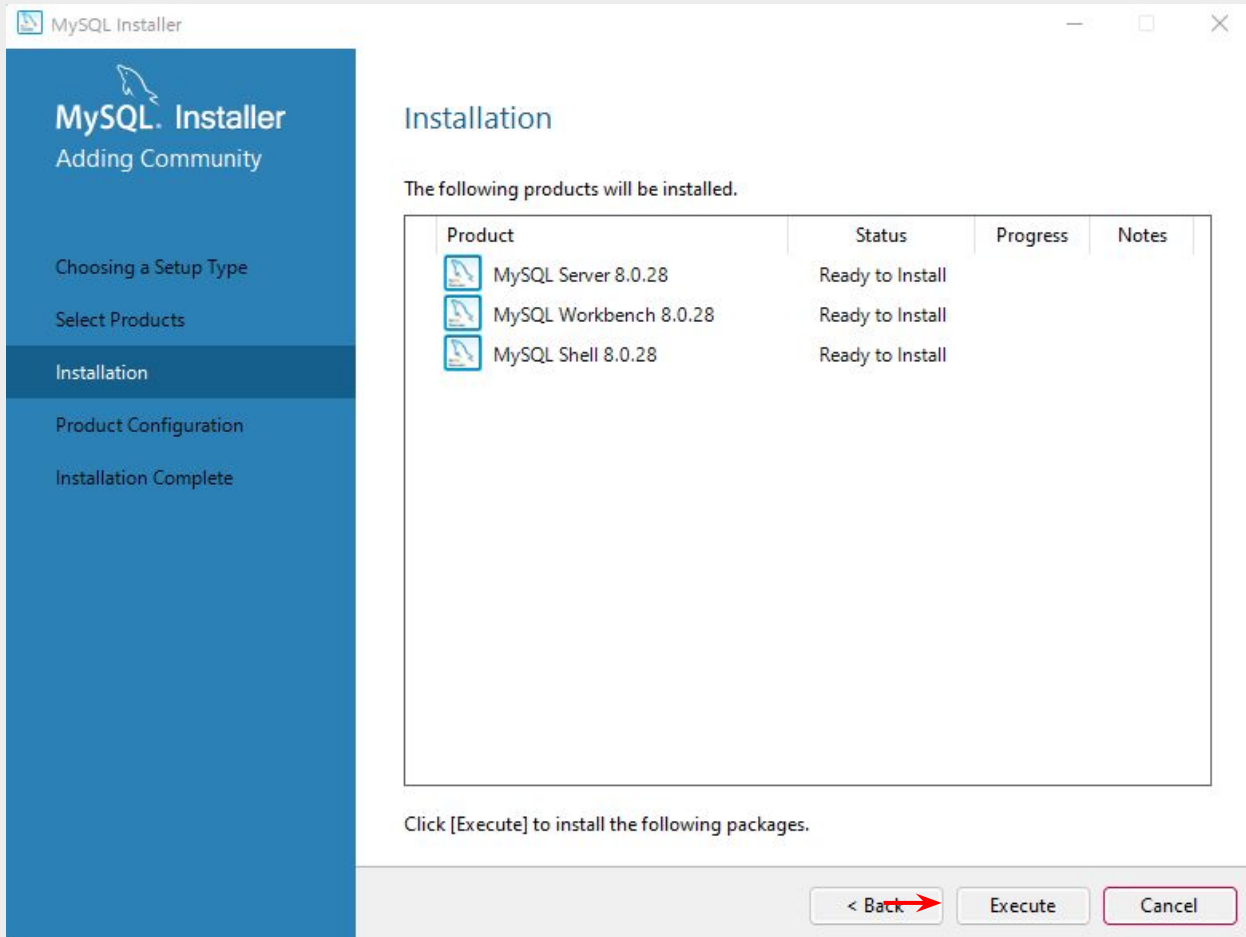 MySQL Installer
MySQL. Installer
Adding Community
Choosing a Setup Type
Select Products
Installation
Product Configuration
Installation Complete
Installation
The following products will be installed.
Product Status Progress Notes
MySQL Server 8.0.28 Ready to Install
MySQL Workbench 8.0.28 Ready to Install
MySQL Shell 8.0.28 Ready to Install
Click [Execute] to install the following packages.
< Back Execute Cancel